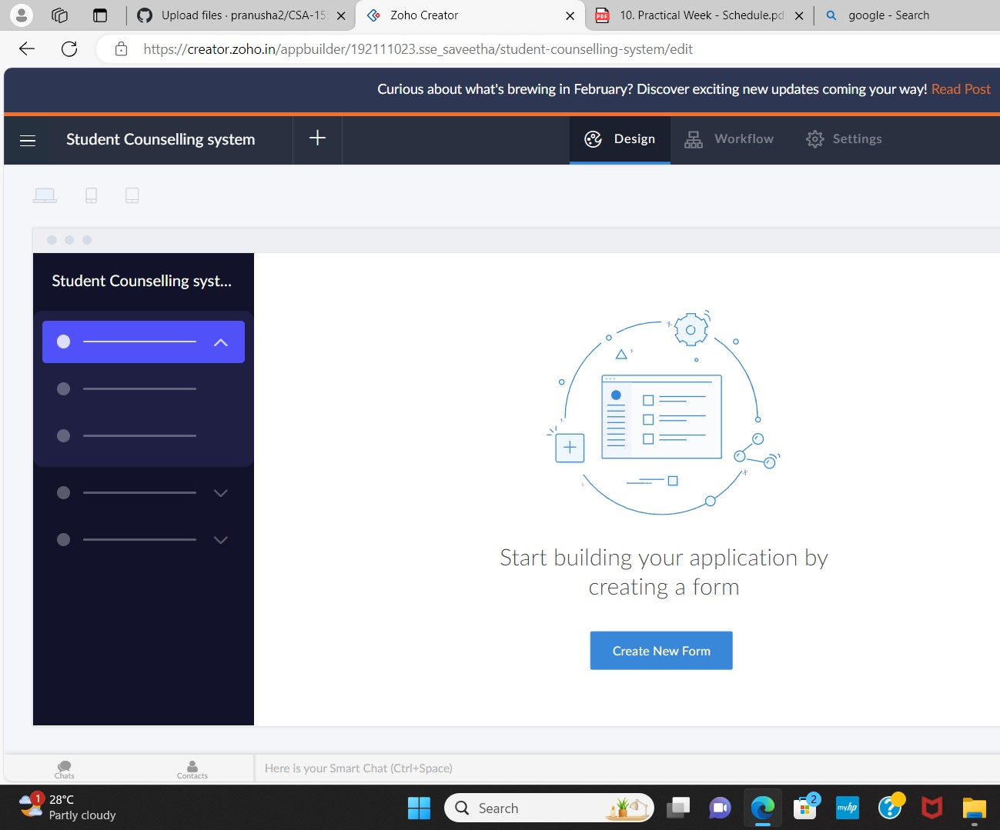 Upload files · pranusha2/CSA-15
Zoho Creator
10. Practical Week - Schedule.pd
google - Search
https://creator.zoho.in/appbuilder/192111023.sse_saveetha/student-counselling-system/edit
Curious about what's brewing in February? Discover exciting new updates coming your way! Read Post
Student Counselling system
Design
Workflow
Settings
Student Counselling syst...
Start building your application by
creating a form
Create New Form
Chats
Contacts
Here is your Smart Chat (Ctrl+Space)
1
28°C
Partly cloudy
Search
2
myhp
?
PDF